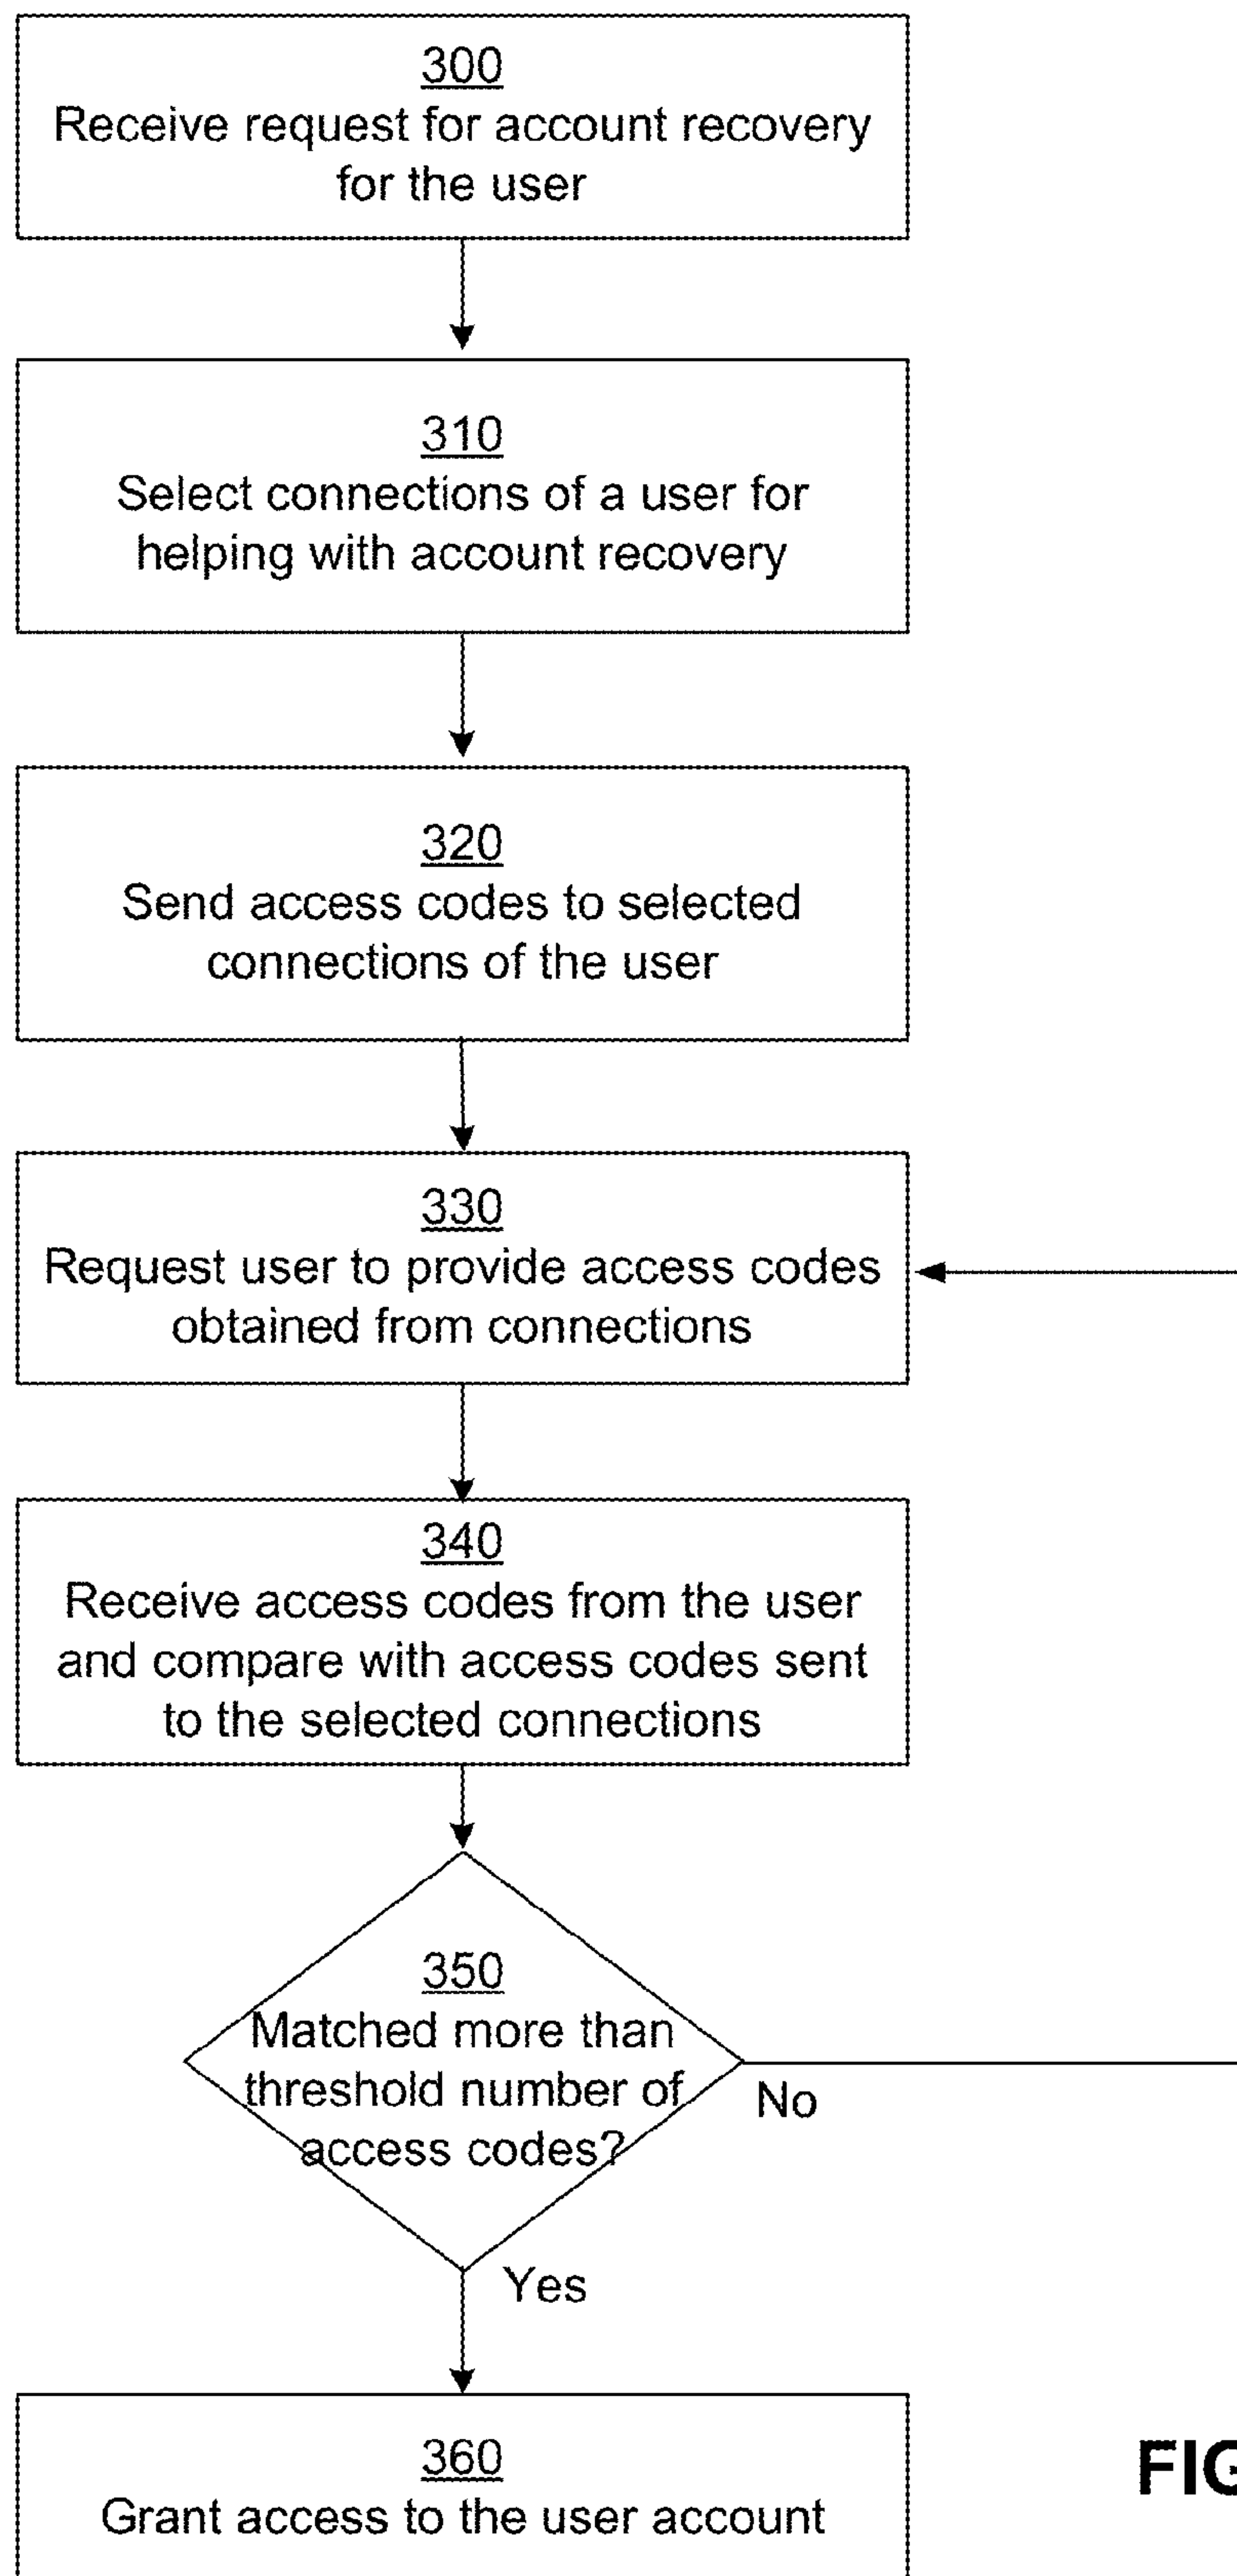 300
Receive request for account recovery
for the user
310
Select connections of a user for
helping with account recovery
320
Send access codes to selected
connections of the user
330
Request user to provide access codes
obtained from connections
340
Receive access codes from the user
and compare with access codes sent
to the selected connections
350
Matched more than
threshold number of
access codes?
No
Yes
360
Grant access to the user account
FIG